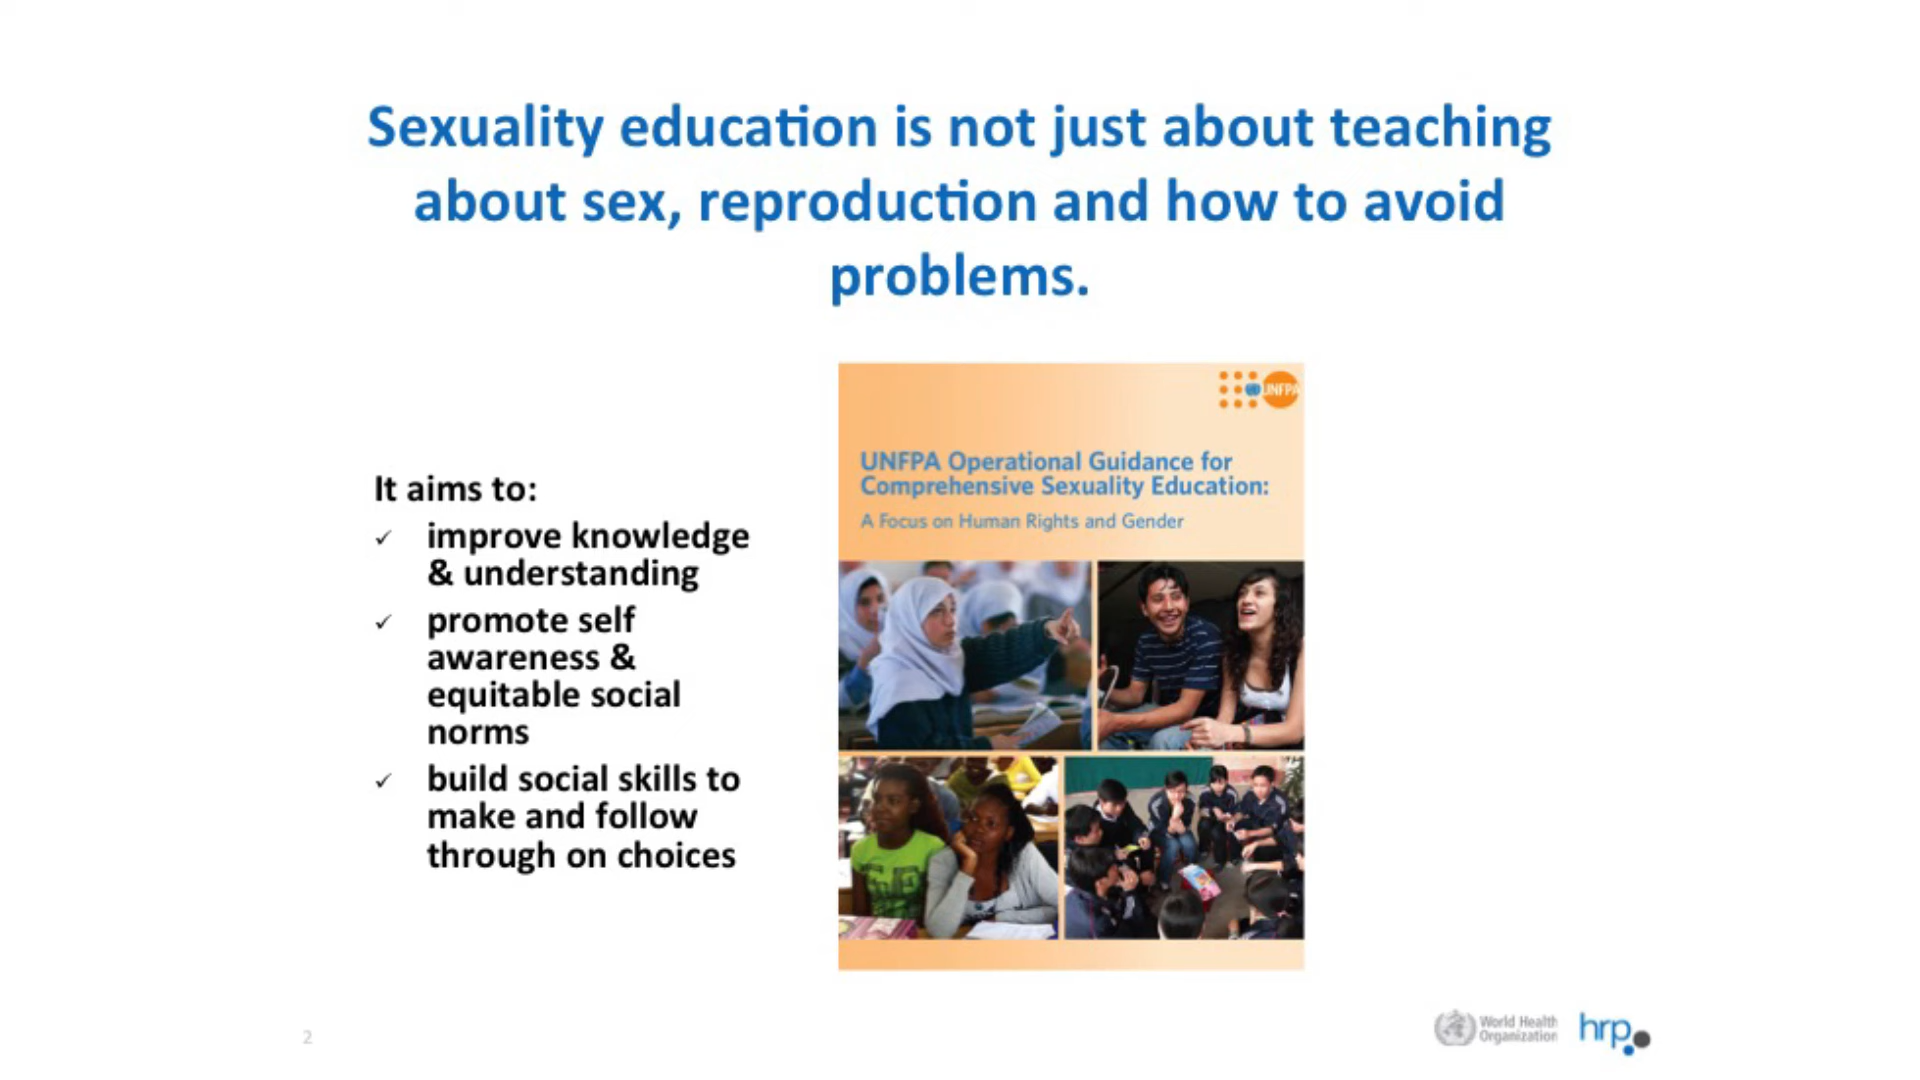 Sexuality education is not just about teaching
about sex, reproduction and how to avoid
problems.
It aims to:
✓ improve knowledge
& understanding
✓ promote self
awareness &
equitable social
norms
✓ build social skills to
make and follow
through on choices
UNFPA
UNFPA Operational Guidance for
Comprehensive Sexuality Education:
A Focus on Human Rights and Gender
2
World Health
Organization
hrp